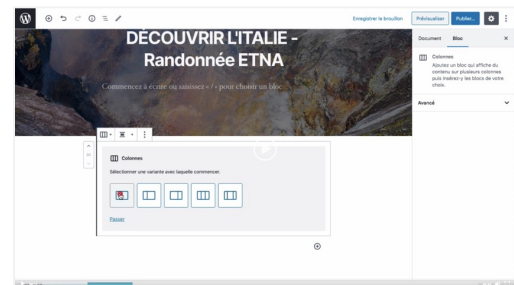 Enregistrer le brouillon
Prévisualiser
Publier...
DÉCOUVRIR L'ITALIE -
Randonnée ETNA
Commencez à écrire ou saisissez « / » pour choisir un bloc
Document
Bloc
Colonnes
Ajoutez un bloc qui affiche du
contenu sur plusieurs colonnes
puis insérez-y les blocs de votre
choix.
Avancé
Colonnes
Sélectionner une variante avec laquelle commencer.
Passer